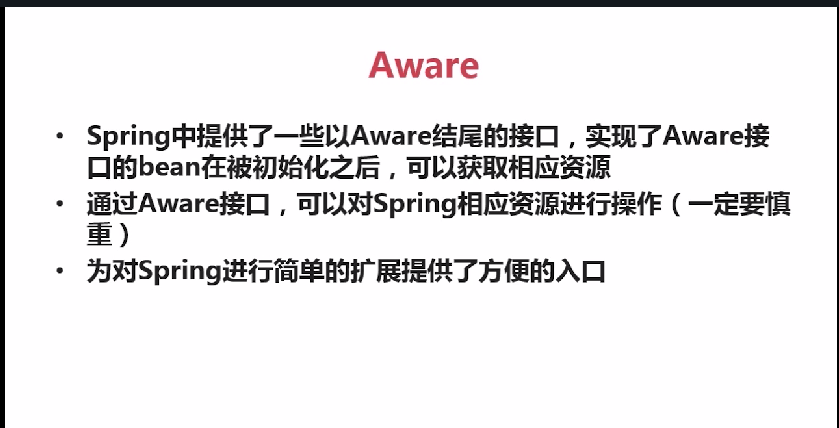 Aware
• Spring中提供了一些以Aware结尾的接口，实现了Aware接
口的bean在被初始化之后，可以获取相应资源
• 通过Aware接口，可以对Spring相应资源进行操作（一定要慎
重）
• 为对Spring进行简单的扩展提供了方便的入口